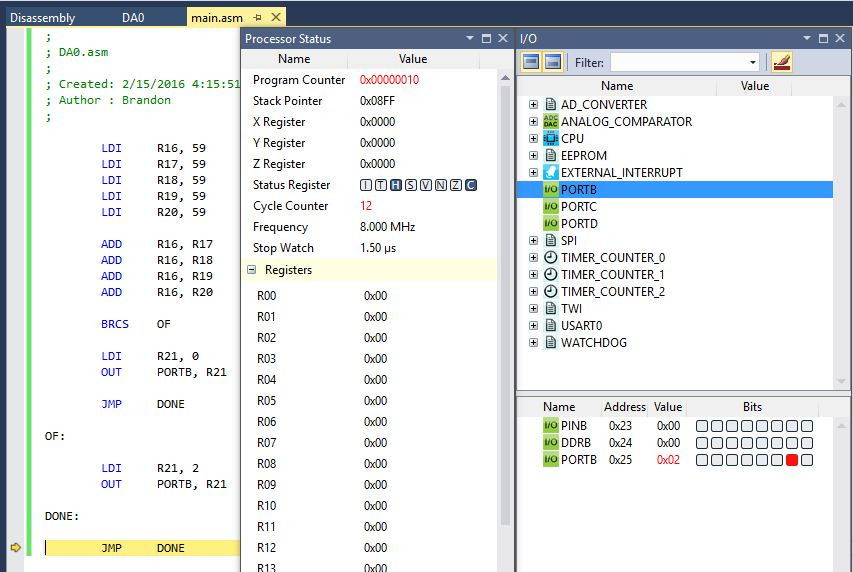 Disassembly DA0 main.asm
;
; DA0.asm
;
; Created: 2/15/2016 4:15:51
; Author : Brandon
;
LDI R16, 59
LDI R17, 59
LDI R18, 59
LDI R19, 59
LDI R20, 59
ADD R16, R17
ADD R16, R18
ADD R16, R19
ADD R16, R20
BRCS OF
LDI R21, 0
OUT PORTB, R21
JMP DONE
OF:
LDI R21, 2
OUT PORTB, R21
DONE:
JMP DONE
Processor Status
Name Value
Program Counter 0x00000010
Stack Pointer 0x08FF
X Register 0x0000
Y Register 0x0000
Z Register 0x0000
Status Register I T H S V N Z C
Cycle Counter 12
Frequency 8.000 MHz
Stop Watch 1.50 µs
Registers
R00 0x00
R01 0x00
R02 0x00
R03 0x00
R04 0x00
R05 0x00
R06 0x00
R07 0x00
R08 0x00
R09 0x00
R10 0x00
R11 0x00
R12 0x00
R13 0x00
I/O
Filter:
Name Value
AD_CONVERTER
ADC DAC ANALOG_COMPARATOR
CPU
EEPROM
EXTERNAL_INTERRUPT
I/O PORTB
I/O PORTC
I/O PORTD
SPI
TIMER_COUNTER_0
TIMER_COUNTER_1
TIMER_COUNTER_2
TWI
USART0
WATCHDOG
Name Address Value Bits
I/O PINB 0x23 0x00
I/O DDRB 0x24 0x00
I/O PORTB 0x25 0x02